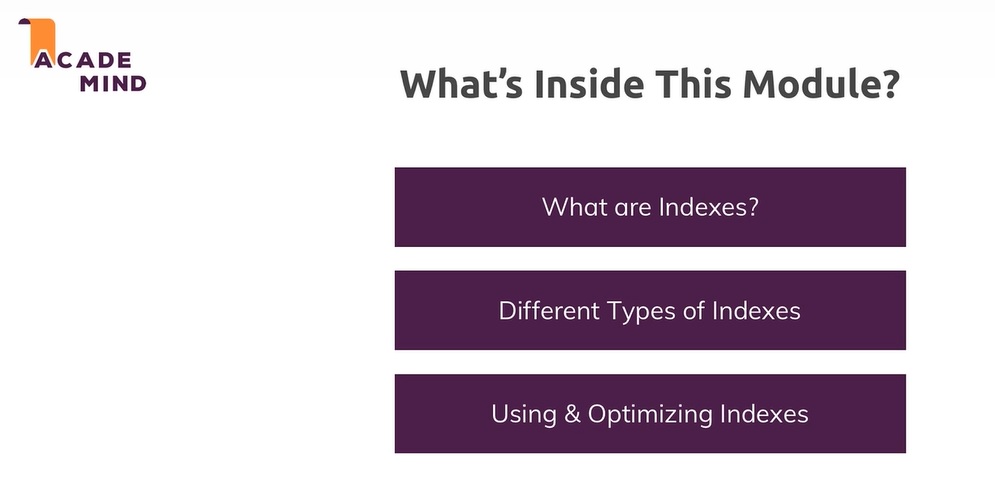 ACADE
MIND
What's Inside This Module?
What are Indexes?
Different Types of Indexes
Using & Optimizing Indexes